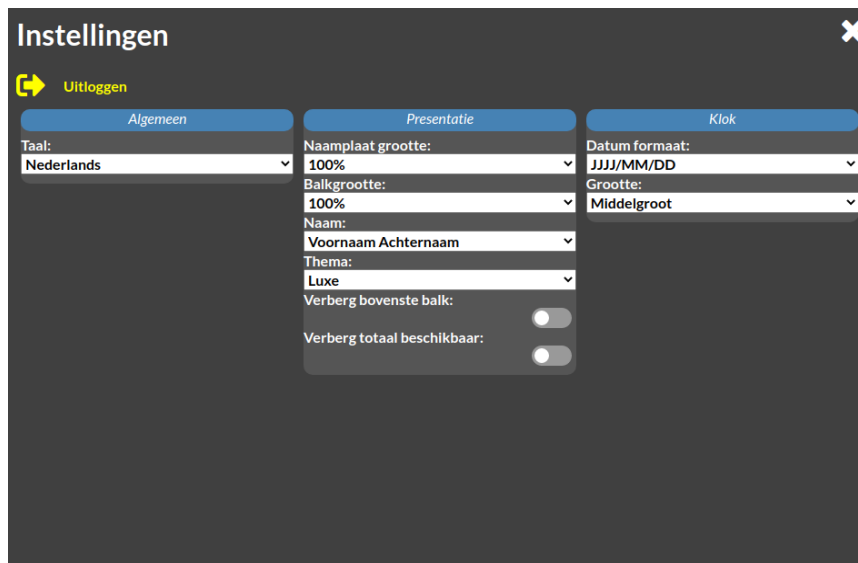 Instellingen
Uitloggen
Algemeen
Taal:
Nederlands
Presentatie
Naamplaat grootte:
100%
Balkgrootte:
100%
Naam:
Voornaam Achternaam
Thema:
Luxe
Verberg bovenste balk:
Verberg totaal beschikbaar:
Klok
Datum formaat:
JJJJ/MM/DD
Grootte:
Middelgroot